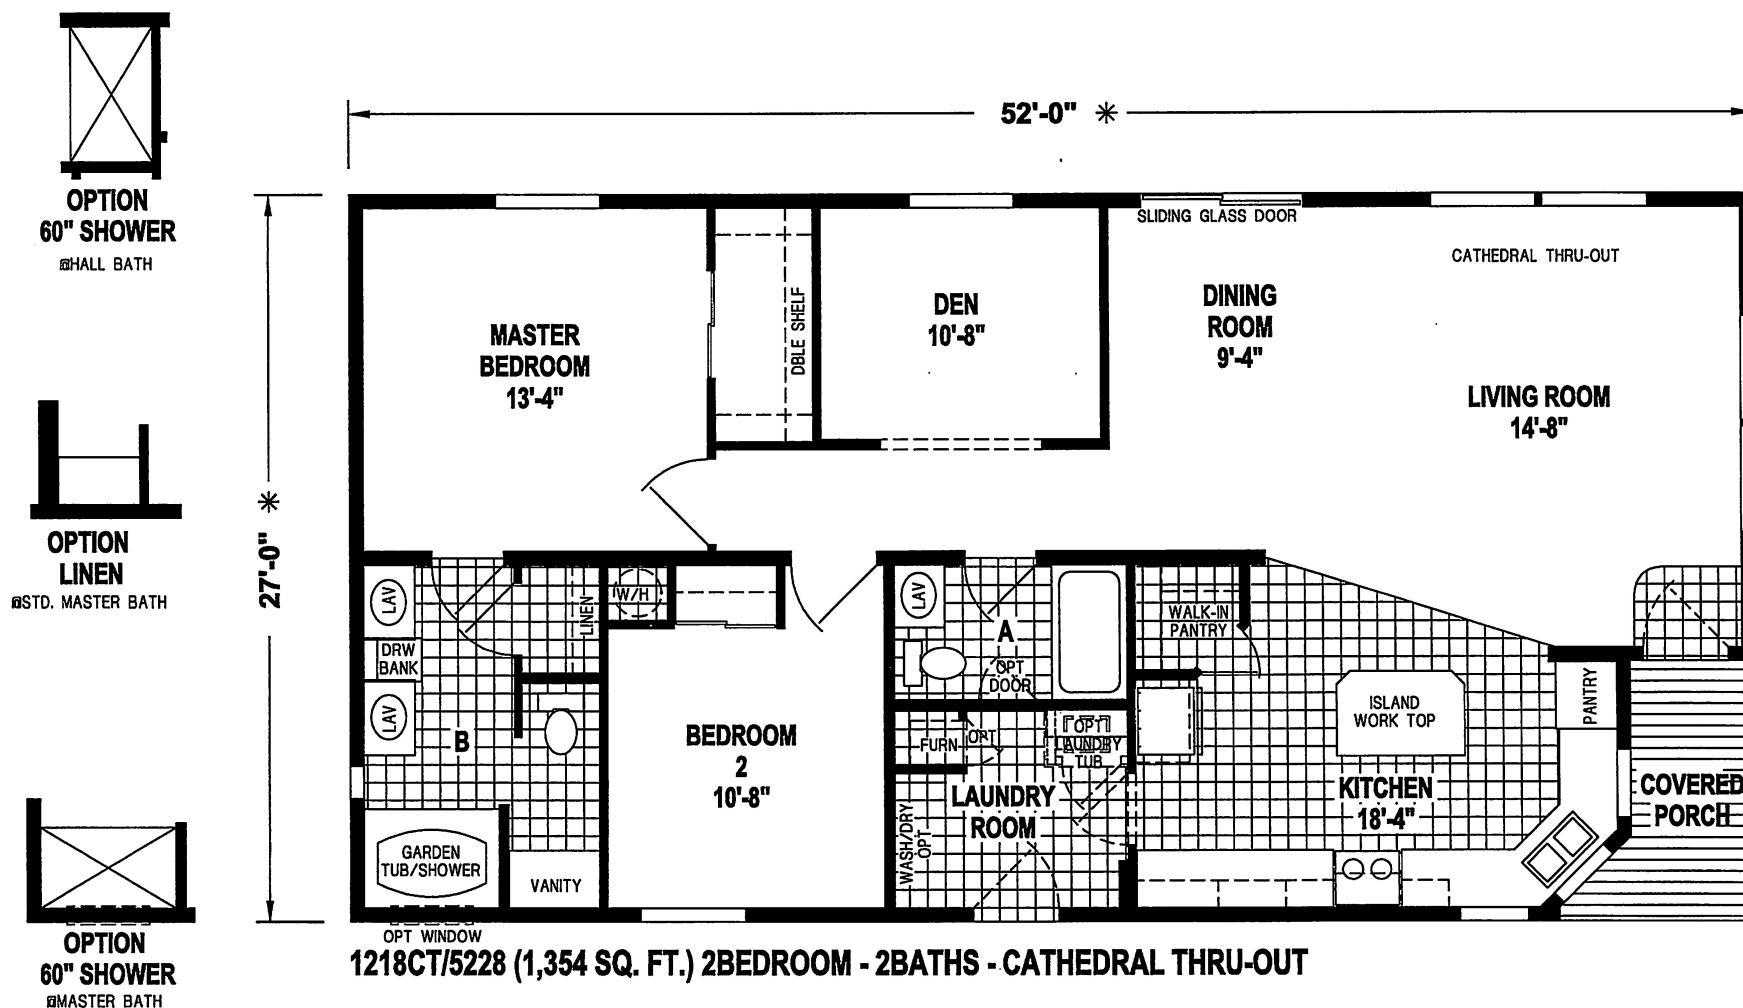 52'-0" ✳
OPTION
60" SHOWER
@HALL BATH
SLIDING GLASS DOOR
CATHEDRAL THRU-OUT
MASTER
BEDROOM
13'-4"
DBLE SHELF
DEN
10'-8"
DINING
ROOM
9'-4"
LIVING ROOM
14'-8"
27'-0" ✳
OPTION
LINEN
@STD. MASTER BATH
LAV
DRW
BANK
LAV
B
LINEN
W/H
LAV
A
OPT
DOOR
WALK-IN
PANTRY
ISLAND
WORK TOP
PANTRY
BEDROOM
2
10'-8"
FURN
OPT
OPT
LAUNDRY
TUB
LAUNDRY
ROOM
WASH/DRY
OPT
KITCHEN
18'-4"
COVERED
PORCH
GARDEN
TUB/SHOWER
VANITY
OPT WINDOW
OPTION
60" SHOWER
@MASTER BATH
1218CT/5228 (1,354 SQ. FT.) 2BEDROOM - 2BATHS - CATHEDRAL THRU-OUT